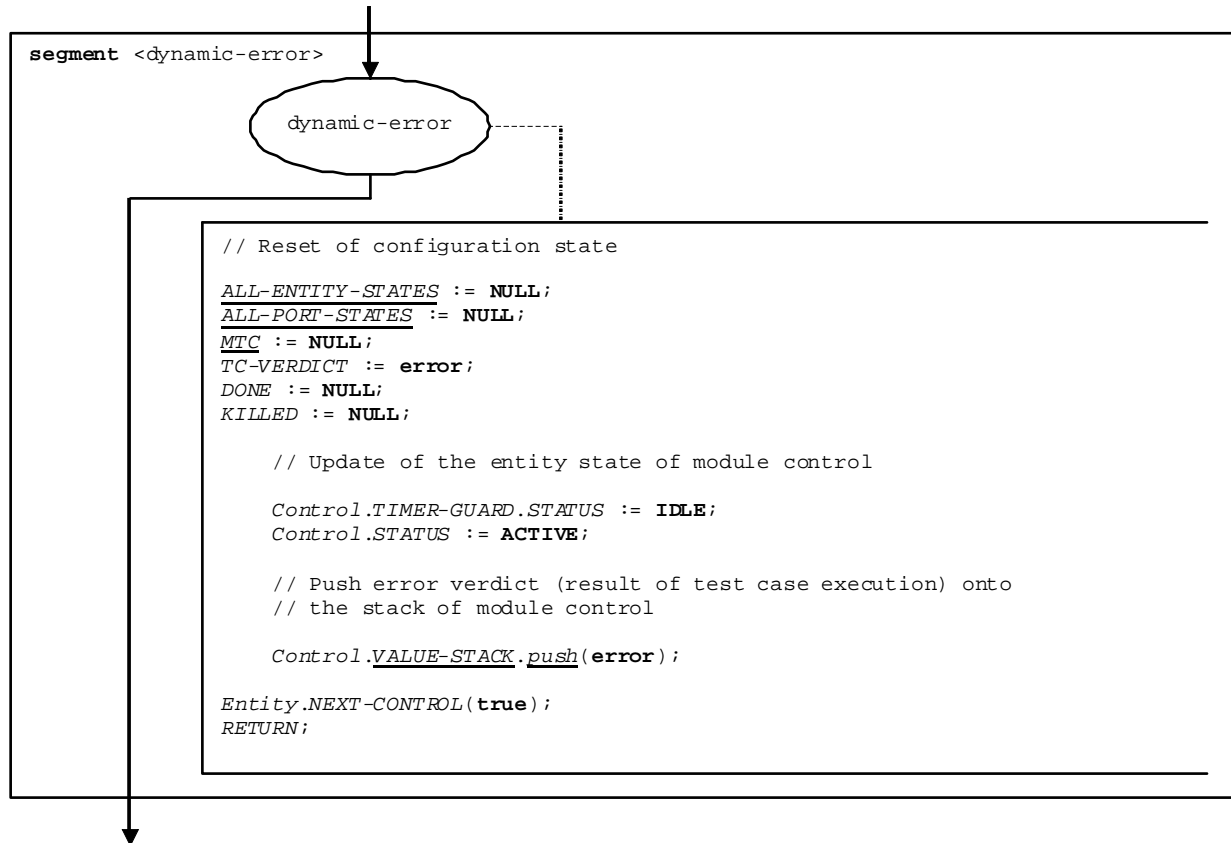 segment <dynamic-error>
dynamic-error
// Reset of configuration state
ALL-ENTITY-STATES := NULL;
ALL-PORT-STATES := NULL;
MTC := NULL;
TC-VERDICT := error;
DONE := NULL;
KILLED := NULL;
// Update of the entity state of module control
Control.TIMER-GUARD.STATUS := IDLE;
Control.STATUS := ACTIVE;
// Push error verdict (result of test case execution) onto
// the stack of module control
Control.VALUE-STACK.push(error);
Entity.NEXT-CONTROL(true);
RETURN;